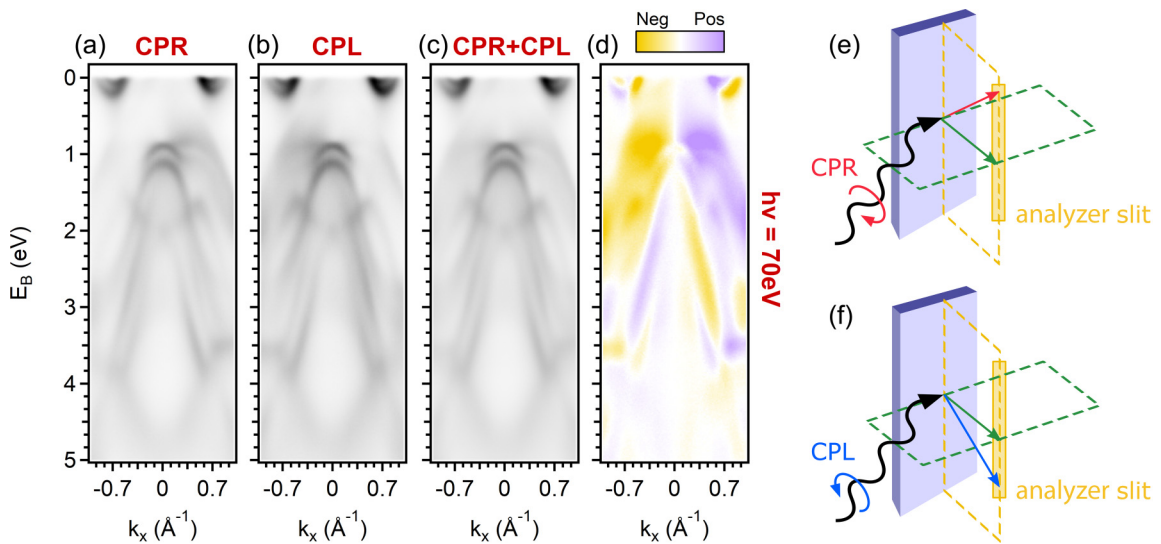 (a) CPR
(b) CPL
(c) CPR+CPL
(d)
Neg Pos
(e)
0
1
2
3
4
5
E_B (eV)
-0.7 0 0.7
k_x (Å⁻¹)
-0.7 0 0.7
k_x (Å⁻¹)
-0.7 0 0.7
k_x (Å⁻¹)
-0.7 0 0.7
k_x (Å⁻¹)
hν = 70eV
CPR
analyzer slit
(f)
CPL
analyzer slit